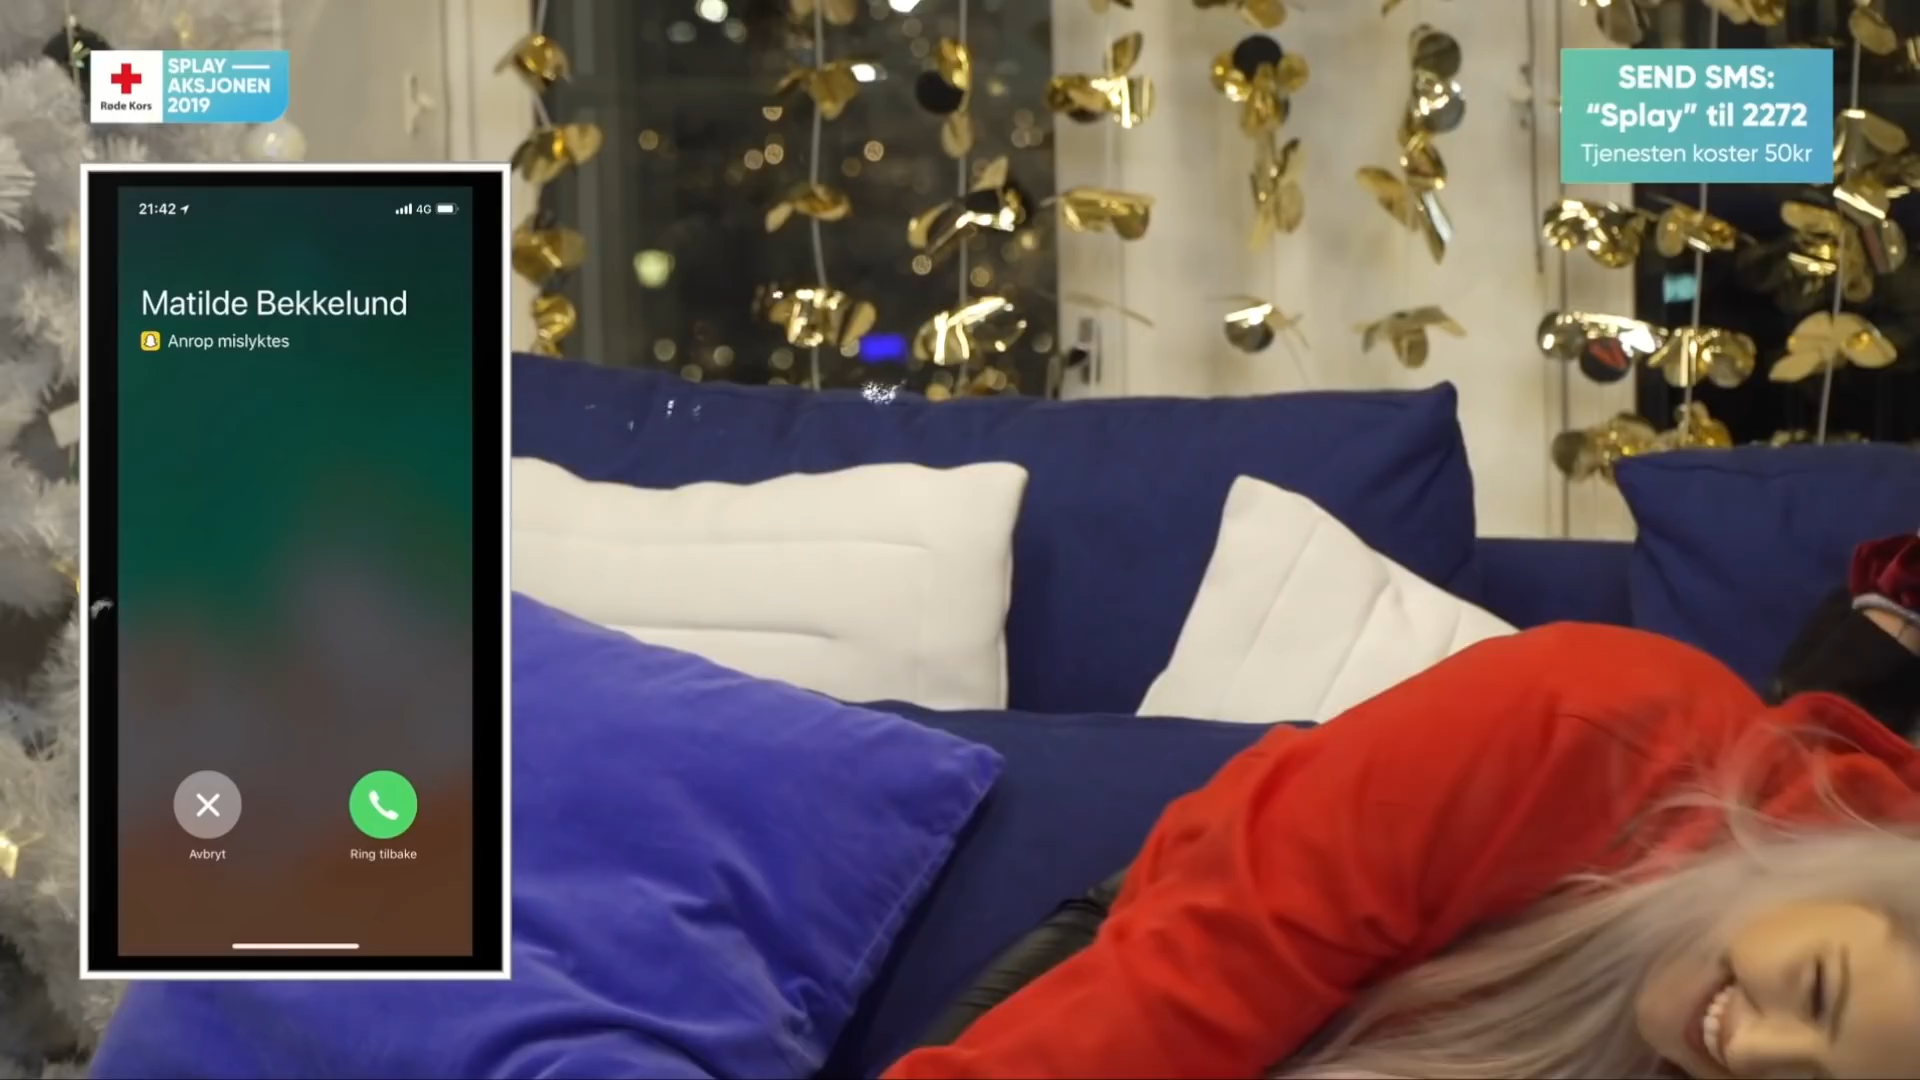 Røde Kors
SPLAY
AKSJONEN
2019
SEND SMS:
“Splay” til 2272
Tjenesten koster 50kr
21:42
4G
Matilde Bekkelund
Anrop mislyktes
Avbryt
Ring tilbake